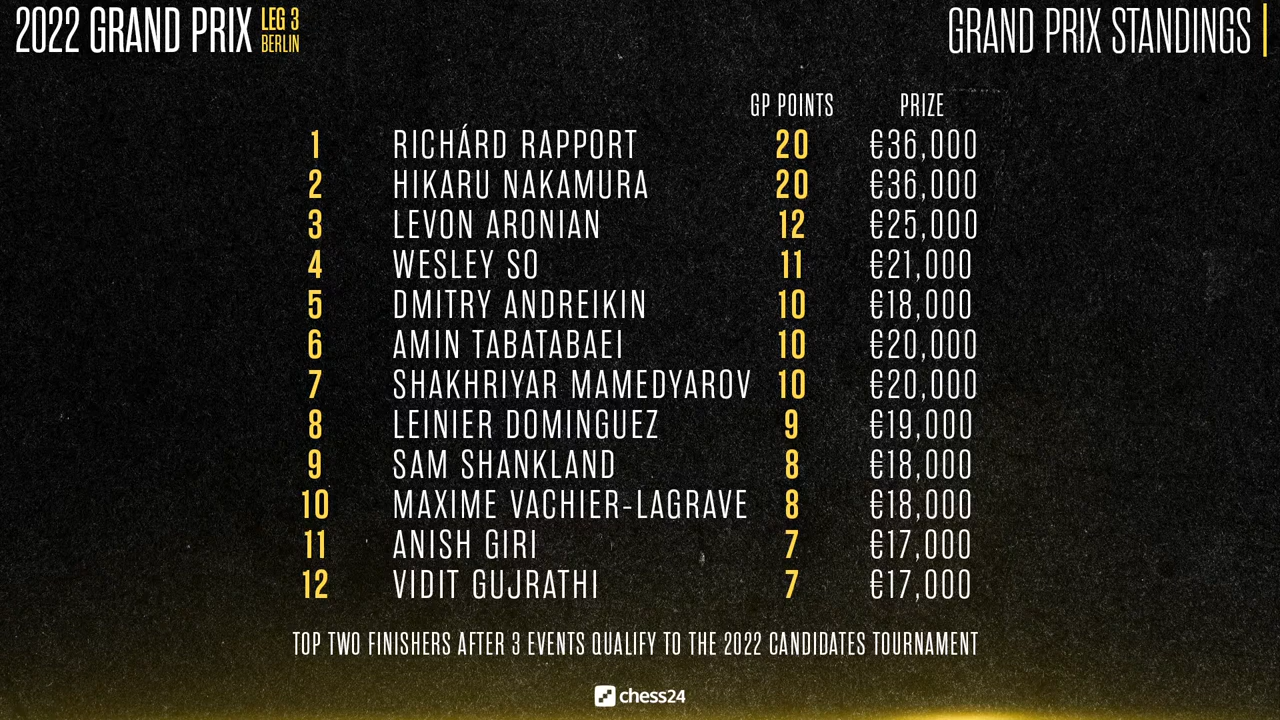 2022 GRAND PRIX LEG 3 BERLIN
GRAND PRIX STANDINGS
GP POINTS PRIZE
1 RICHÁRD RAPPORT 20 €36,000
2 HIKARU NAKAMURA 20 €36,000
3 LEVON ARONIAN 12 €25,000
4 WESLEY SO 11 €21,000
5 DMITRY ANDREIKIN 10 €18,000
6 AMIN TABATABAEI 10 €20,000
7 SHAKHRIYAR MAMEDYAROV 10 €20,000
8 LEINIER DOMINGUEZ 9 €19,000
9 SAM SHANKLAND 8 €18,000
10 MAXIME VACHIER-LAGRAVE 8 €18,000
11 ANISH GIRI 7 €17,000
12 VIDIT GUJRATHI 7 €17,000
TOP TWO FINISHERS AFTER 3 EVENTS QUALIFY TO THE 2022 CANDIDATES TOURNAMENT
chess24